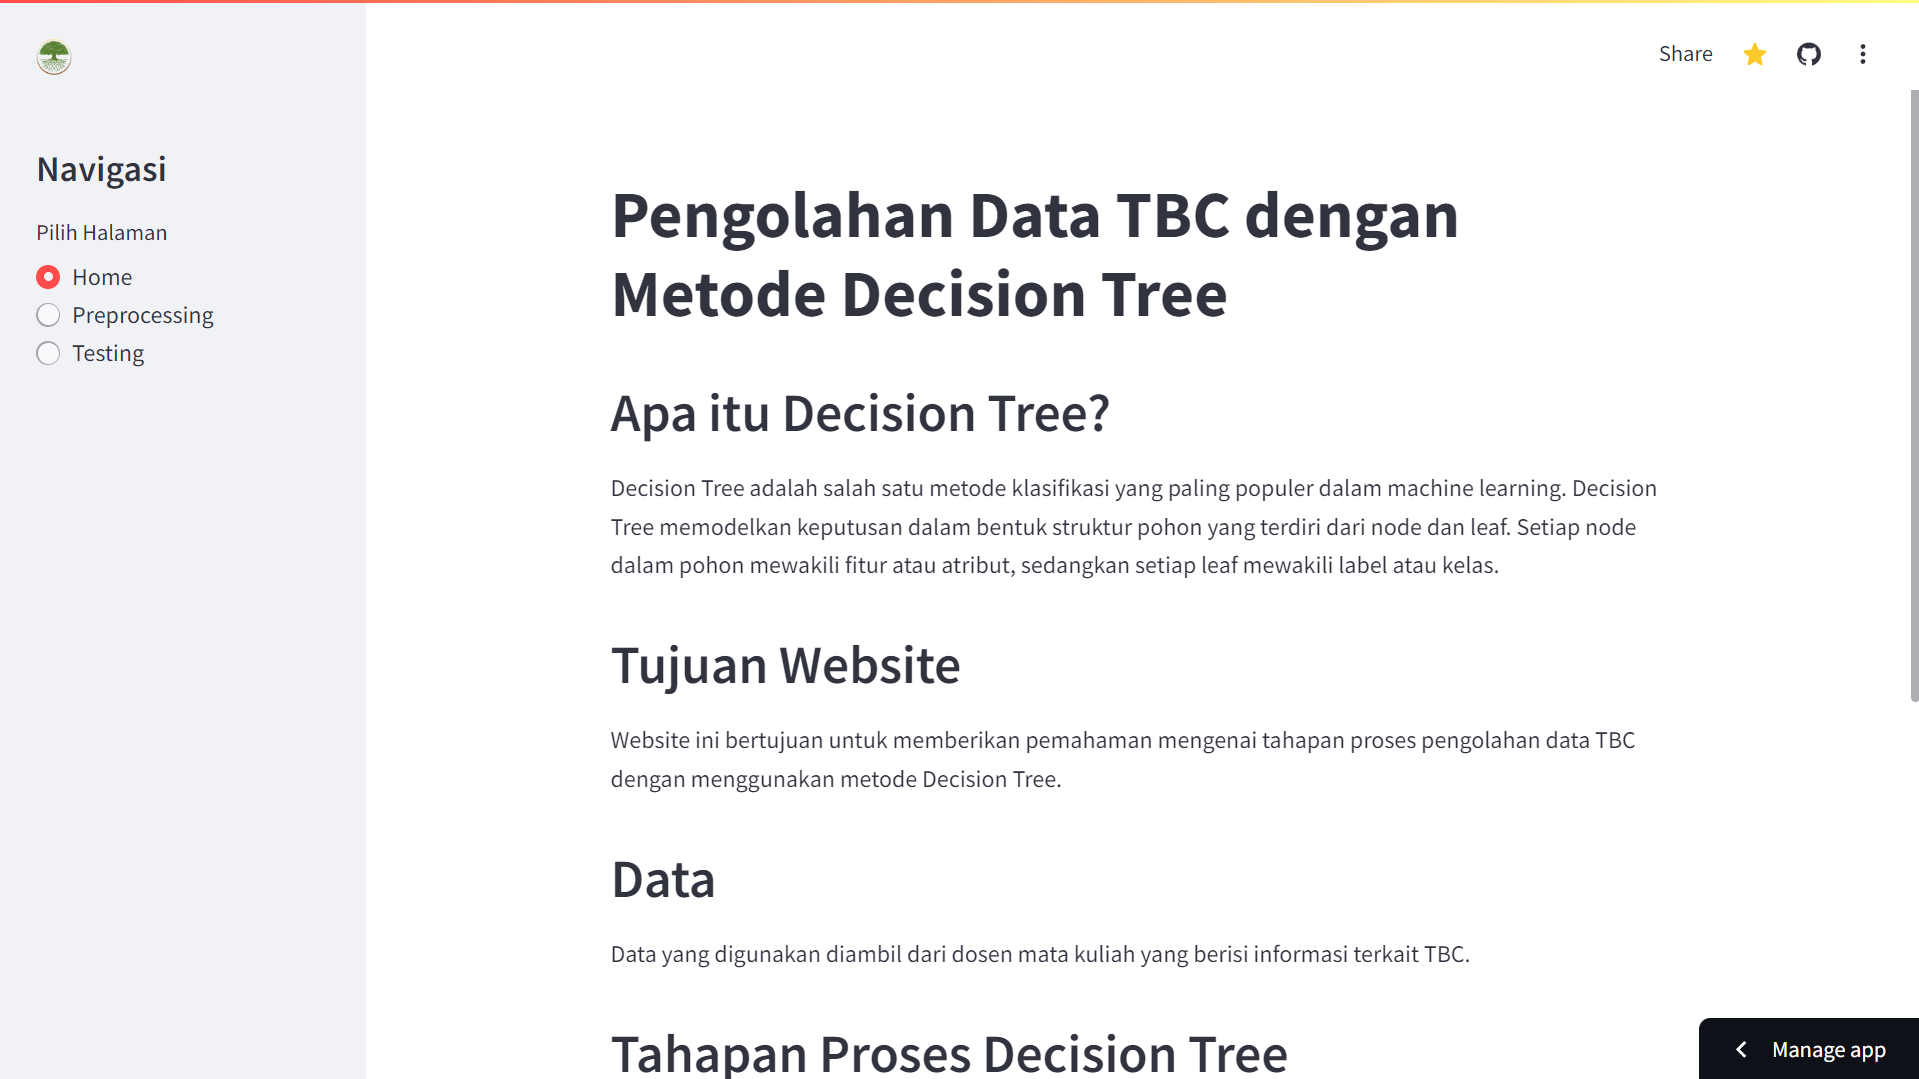 Share
Navigasi
Pilih Halaman
Home
Preprocessing
Testing
Pengolahan Data TBC dengan
Metode Decision Tree
Apa itu Decision Tree?
Decision Tree adalah salah satu metode klasifikasi yang paling populer dalam machine learning. Decision
Tree memodelkan keputusan dalam bentuk struktur pohon yang terdiri dari node dan leaf. Setiap node
dalam pohon mewakili fitur atau atribut, sedangkan setiap leaf mewakili label atau kelas.
Tujuan Website
Website ini bertujuan untuk memberikan pemahaman mengenai tahapan proses pengolahan data TBC
dengan menggunakan metode Decision Tree.
Data
Data yang digunakan diambil dari dosen mata kuliah yang berisi informasi terkait TBC.
Tahapan Proses Decision Tree
Manage app